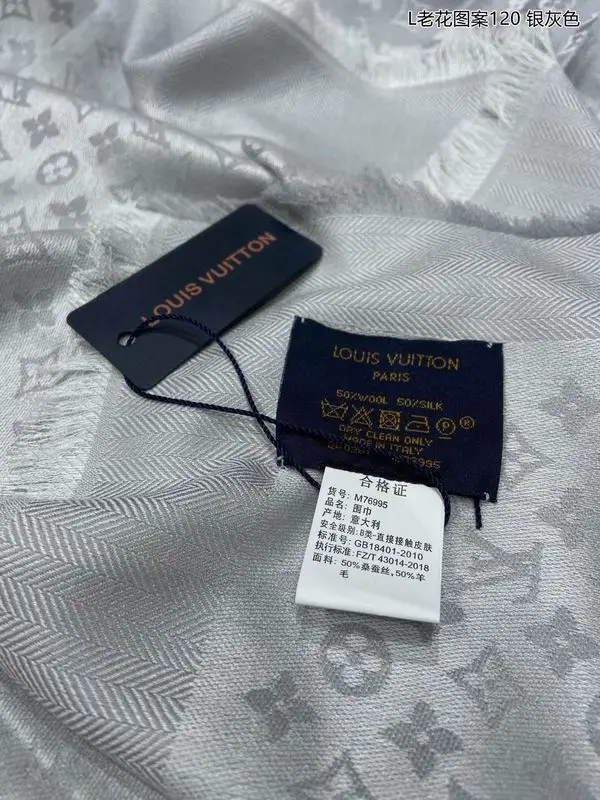 L老花图案120 银灰色
LOUIS VUITTON
LOUIS VUITTON
PARIS
50%WOOL 50%SILK
DRY CLEAN ONLY
MADE IN ITALY
M76995
合格证
货号: M76995
品名: 围巾
产地: 意大利
安全级别: B类-直接接触皮肤
标准号: GB18401-2010
执行标准: FZ/T 43014-2018
面料: 50%桑蚕丝, 50%羊
毛